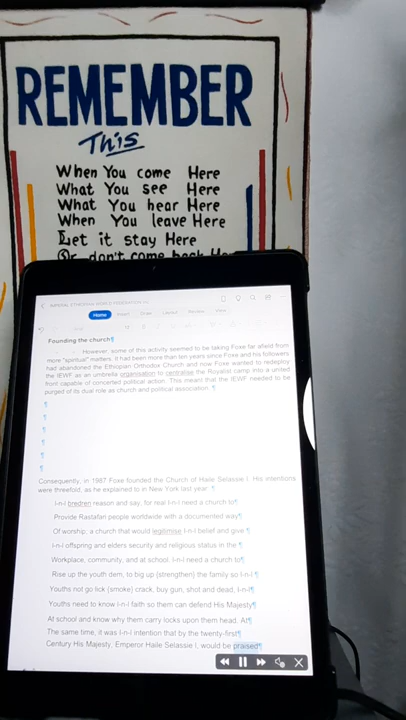 REMEMBER
This
When You come Here
What You see Here
What You hear Here
When You leave Here
Let it stay Here
Or don't come back Here
Home Insert Draw Layout Review View
Founding the church¶
However, some of this activity seemed to be taking Foxe far afield from
more "spiritual" matters. It had been more than ten years since Foxe and his followers
had abandoned the Ethiopian Orthodox Church and now Foxe wanted to redeploy
the IEWF as an umbrella organisation to centralise the Royalist camp into a united
front capable of concerted political action. This meant that the IEWF needed to be
purged of its dual role as church and political association. ¶
¶
¶
¶
¶
¶
¶
Consequently, in 1987 Foxe founded the Church of Haile Selassie I. His intentions
were threefold, as he explained to in New York last year. ¶
I-n-I bredren reason and say, for real I-n-I need a church to¶
Provide Rastafari people worldwide with a documented way¶
Of worship; a church that would legitimise I-n-I belief and give ¶
I-n-I offspring and elders security and religious status in the ¶
Workplace, community, and at school. I-n-I need a church to¶
Rise up the youth dem, to big up {strengthen} the family so I-n-I ¶
Youths not go lick {smoke} crack, buy gun, shot and dead; I-n-I¶
Youths need to know I-n-I faith so them can defend His Majesty¶
At school and know why them carry locks upon them head. At¶
The same time, it was I-n-I intention that by the twenty-first¶
Century His Majesty, Emperor Haile Selassie I, would be praised¶